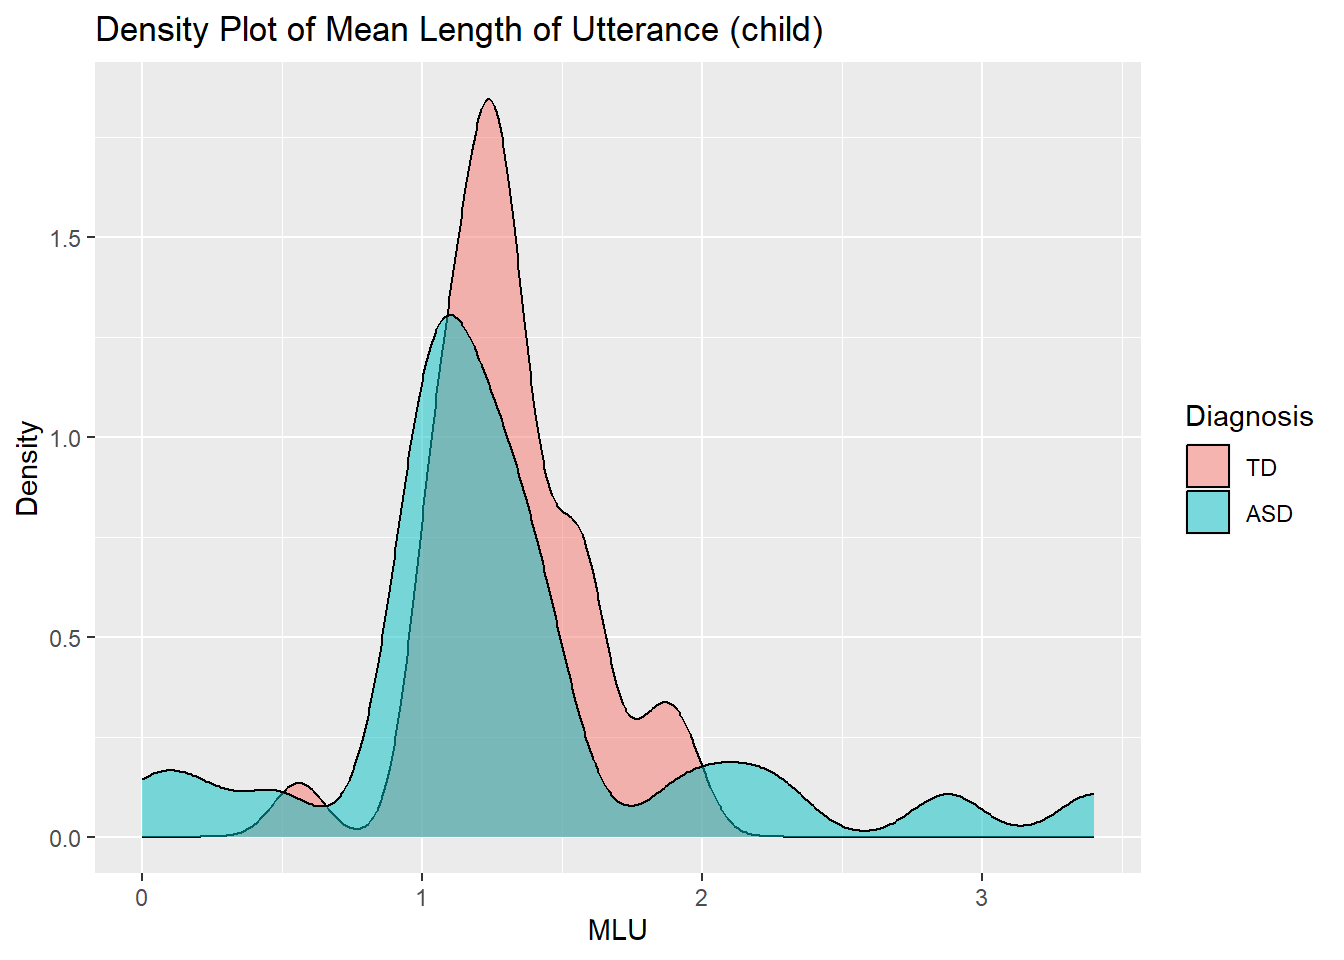 Density Plot of Mean Length of Utterance (child)
1.5
1.0
0.5
0.0
Density
0 1 2 3
MLU
Diagnosis
TD
ASD